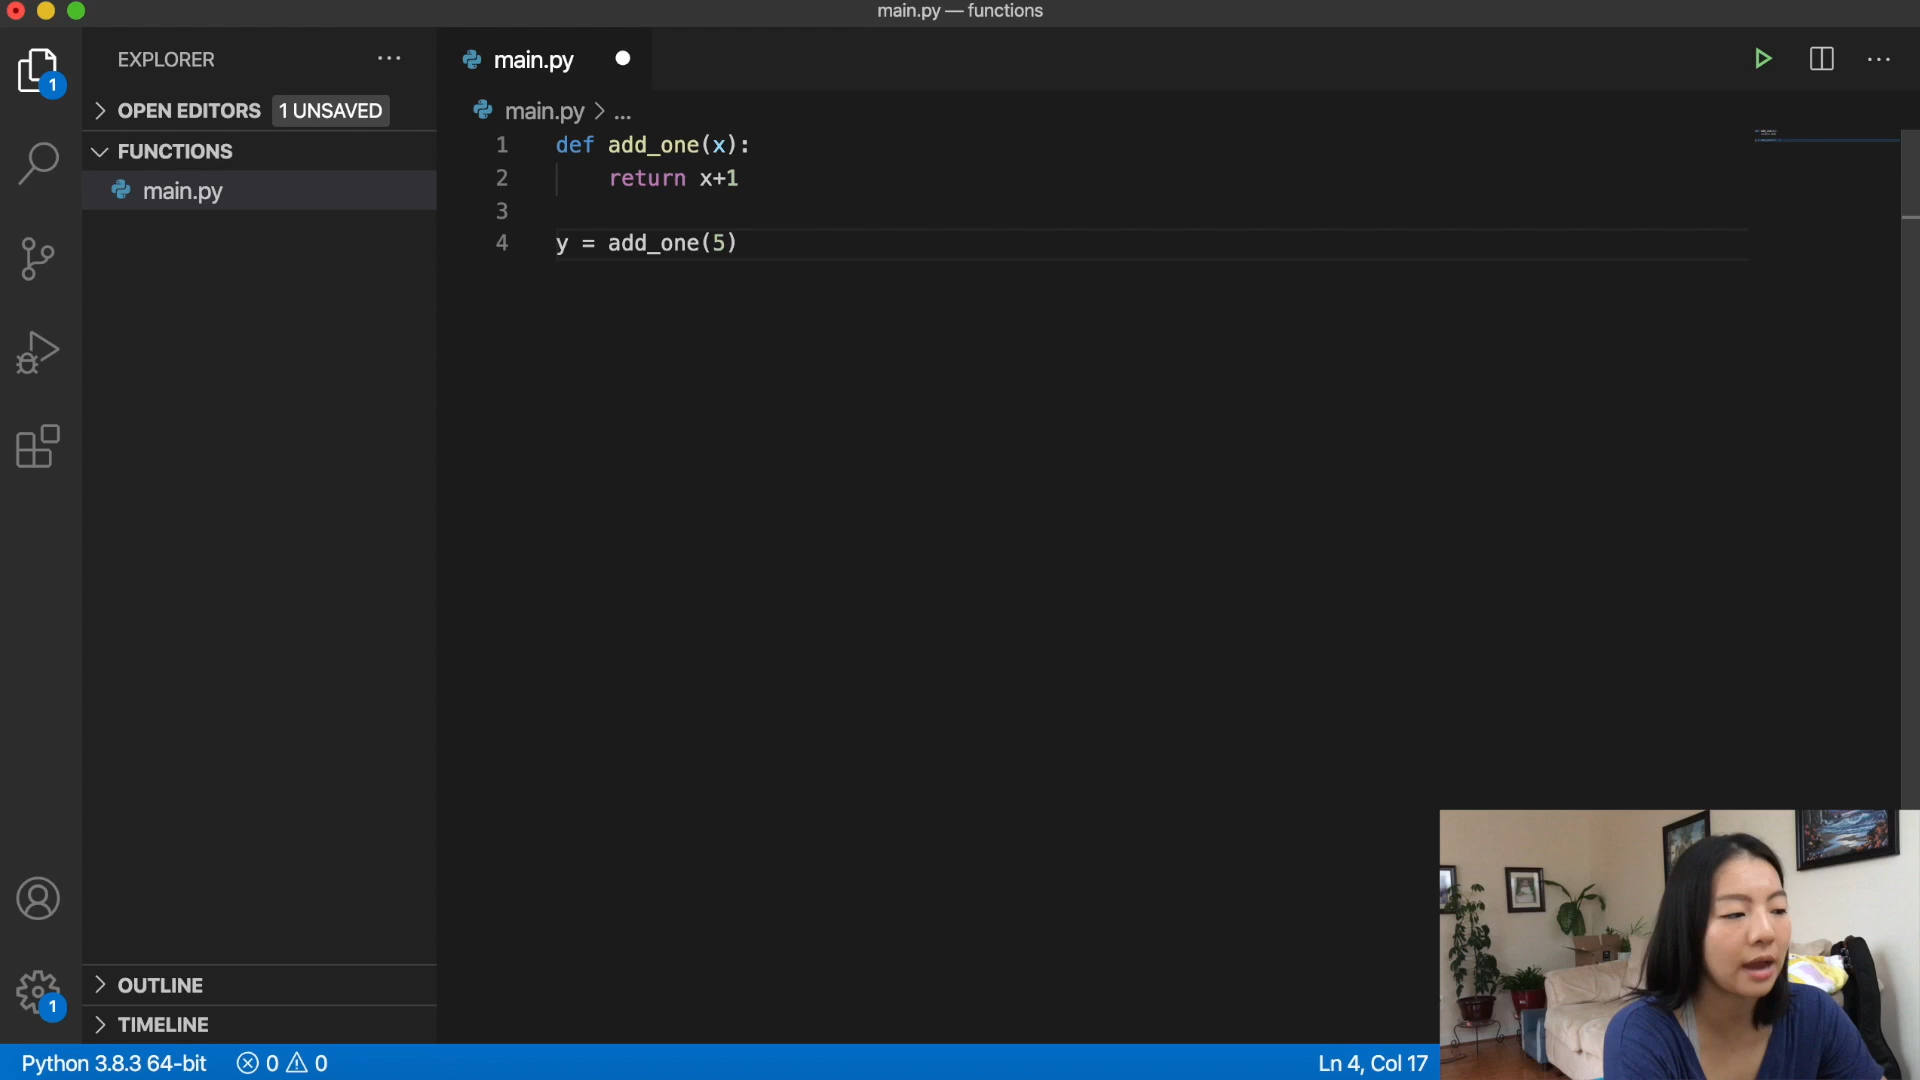 main.py — functions
EXPLORER
main.py
1
main.py > ...
OPEN EDITORS 1 UNSAVED
FUNCTIONS
main.py
1 def add_one(x):
2 return x+1
3
4 y = add_one(5)
OUTLINE
1
TIMELINE
Python 3.8.3 64-bit 0 0
Ln 4, Col 17